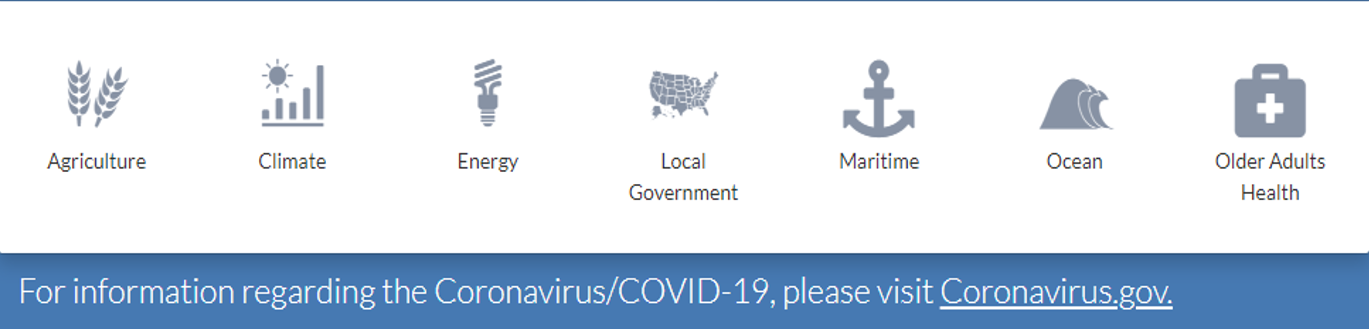 Agriculture
Climate
Energy
Local
Government
Maritime
Ocean
Older Adults
Health
For information regarding the Coronavirus/COVID-19, please visit Coronavirus.gov.